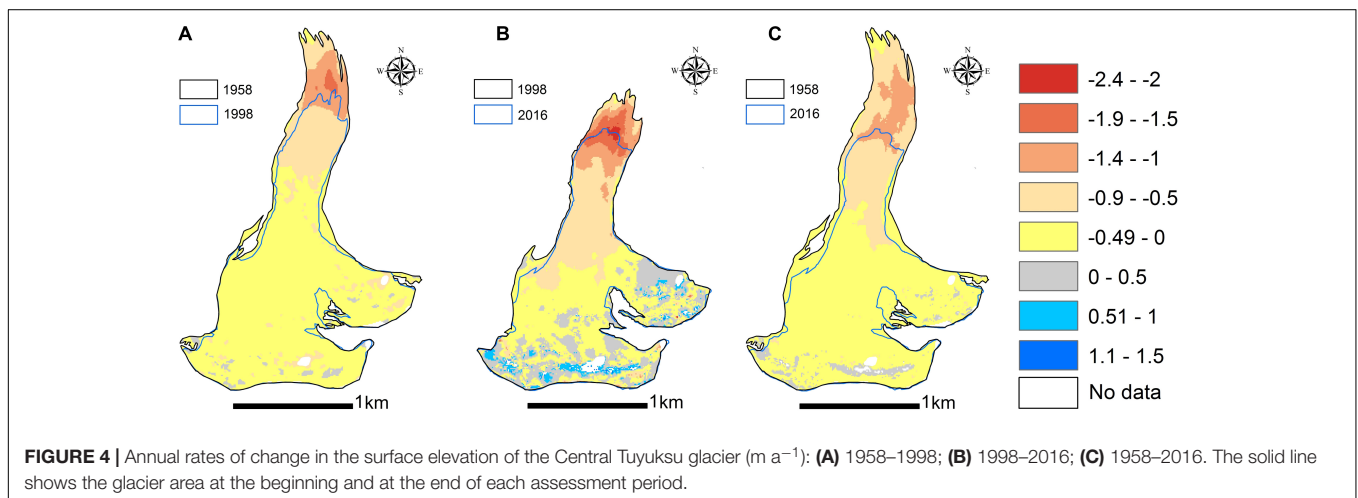 A
N
W E
S
1958
1998
1km
B
1998
2016
1km
C
N
W E
S
1958
2016
1km
-2.4 - -2
-1.9 - -1.5
-1.4 - -1
-0.9 - -0.5
-0.49 - 0
0 - 0.5
0.51 - 1
1.1 - 1.5
No data
FIGURE 4 | Annual rates of change in the surface elevation of the Central Tuyuksu glacier (m a−1): (A) 1958–1998; (B) 1998–2016; (C) 1958–2016. The solid line
shows the glacier area at the beginning and at the end of each assessment period.